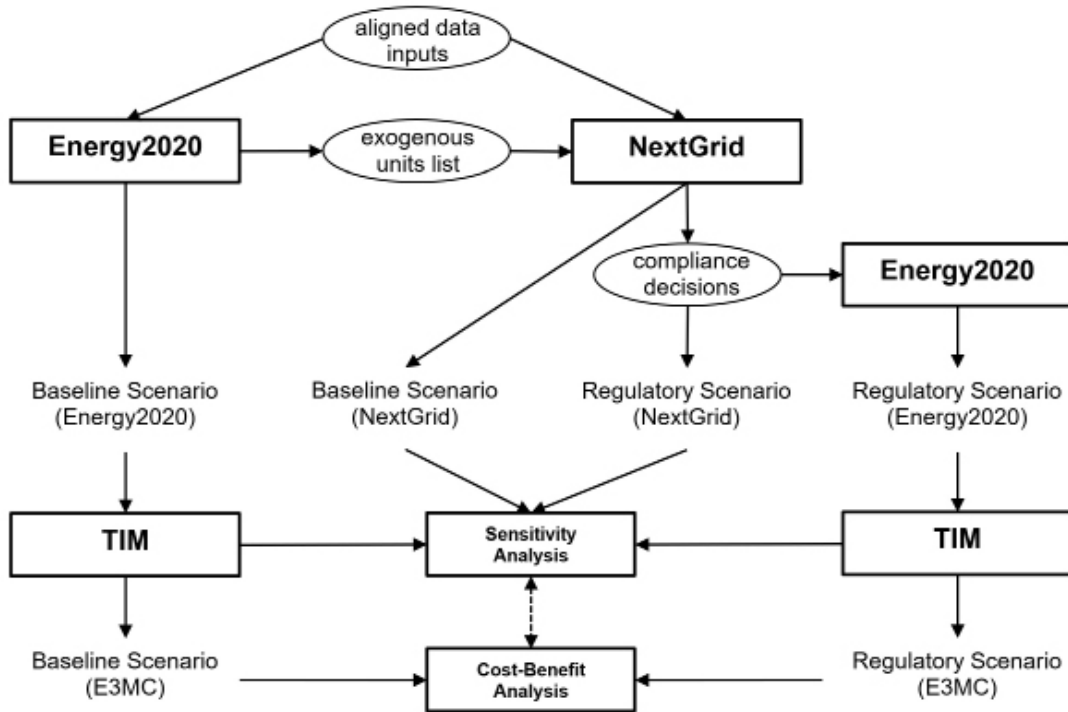 aligned data
inputs
Energy2020
exogenous
units list
NextGrid
compliance
decisions
Energy2020
Baseline Scenario
(Energy2020)
Baseline Scenario
(NextGrid)
Regulatory Scenario
(NextGrid)
Regulatory Scenario
(Energy2020)
TIM
Sensitivity
Analysis
TIM
Baseline Scenario
(E3MC)
Cost-Benefit
Analysis
Regulatory Scenario
(E3MC)